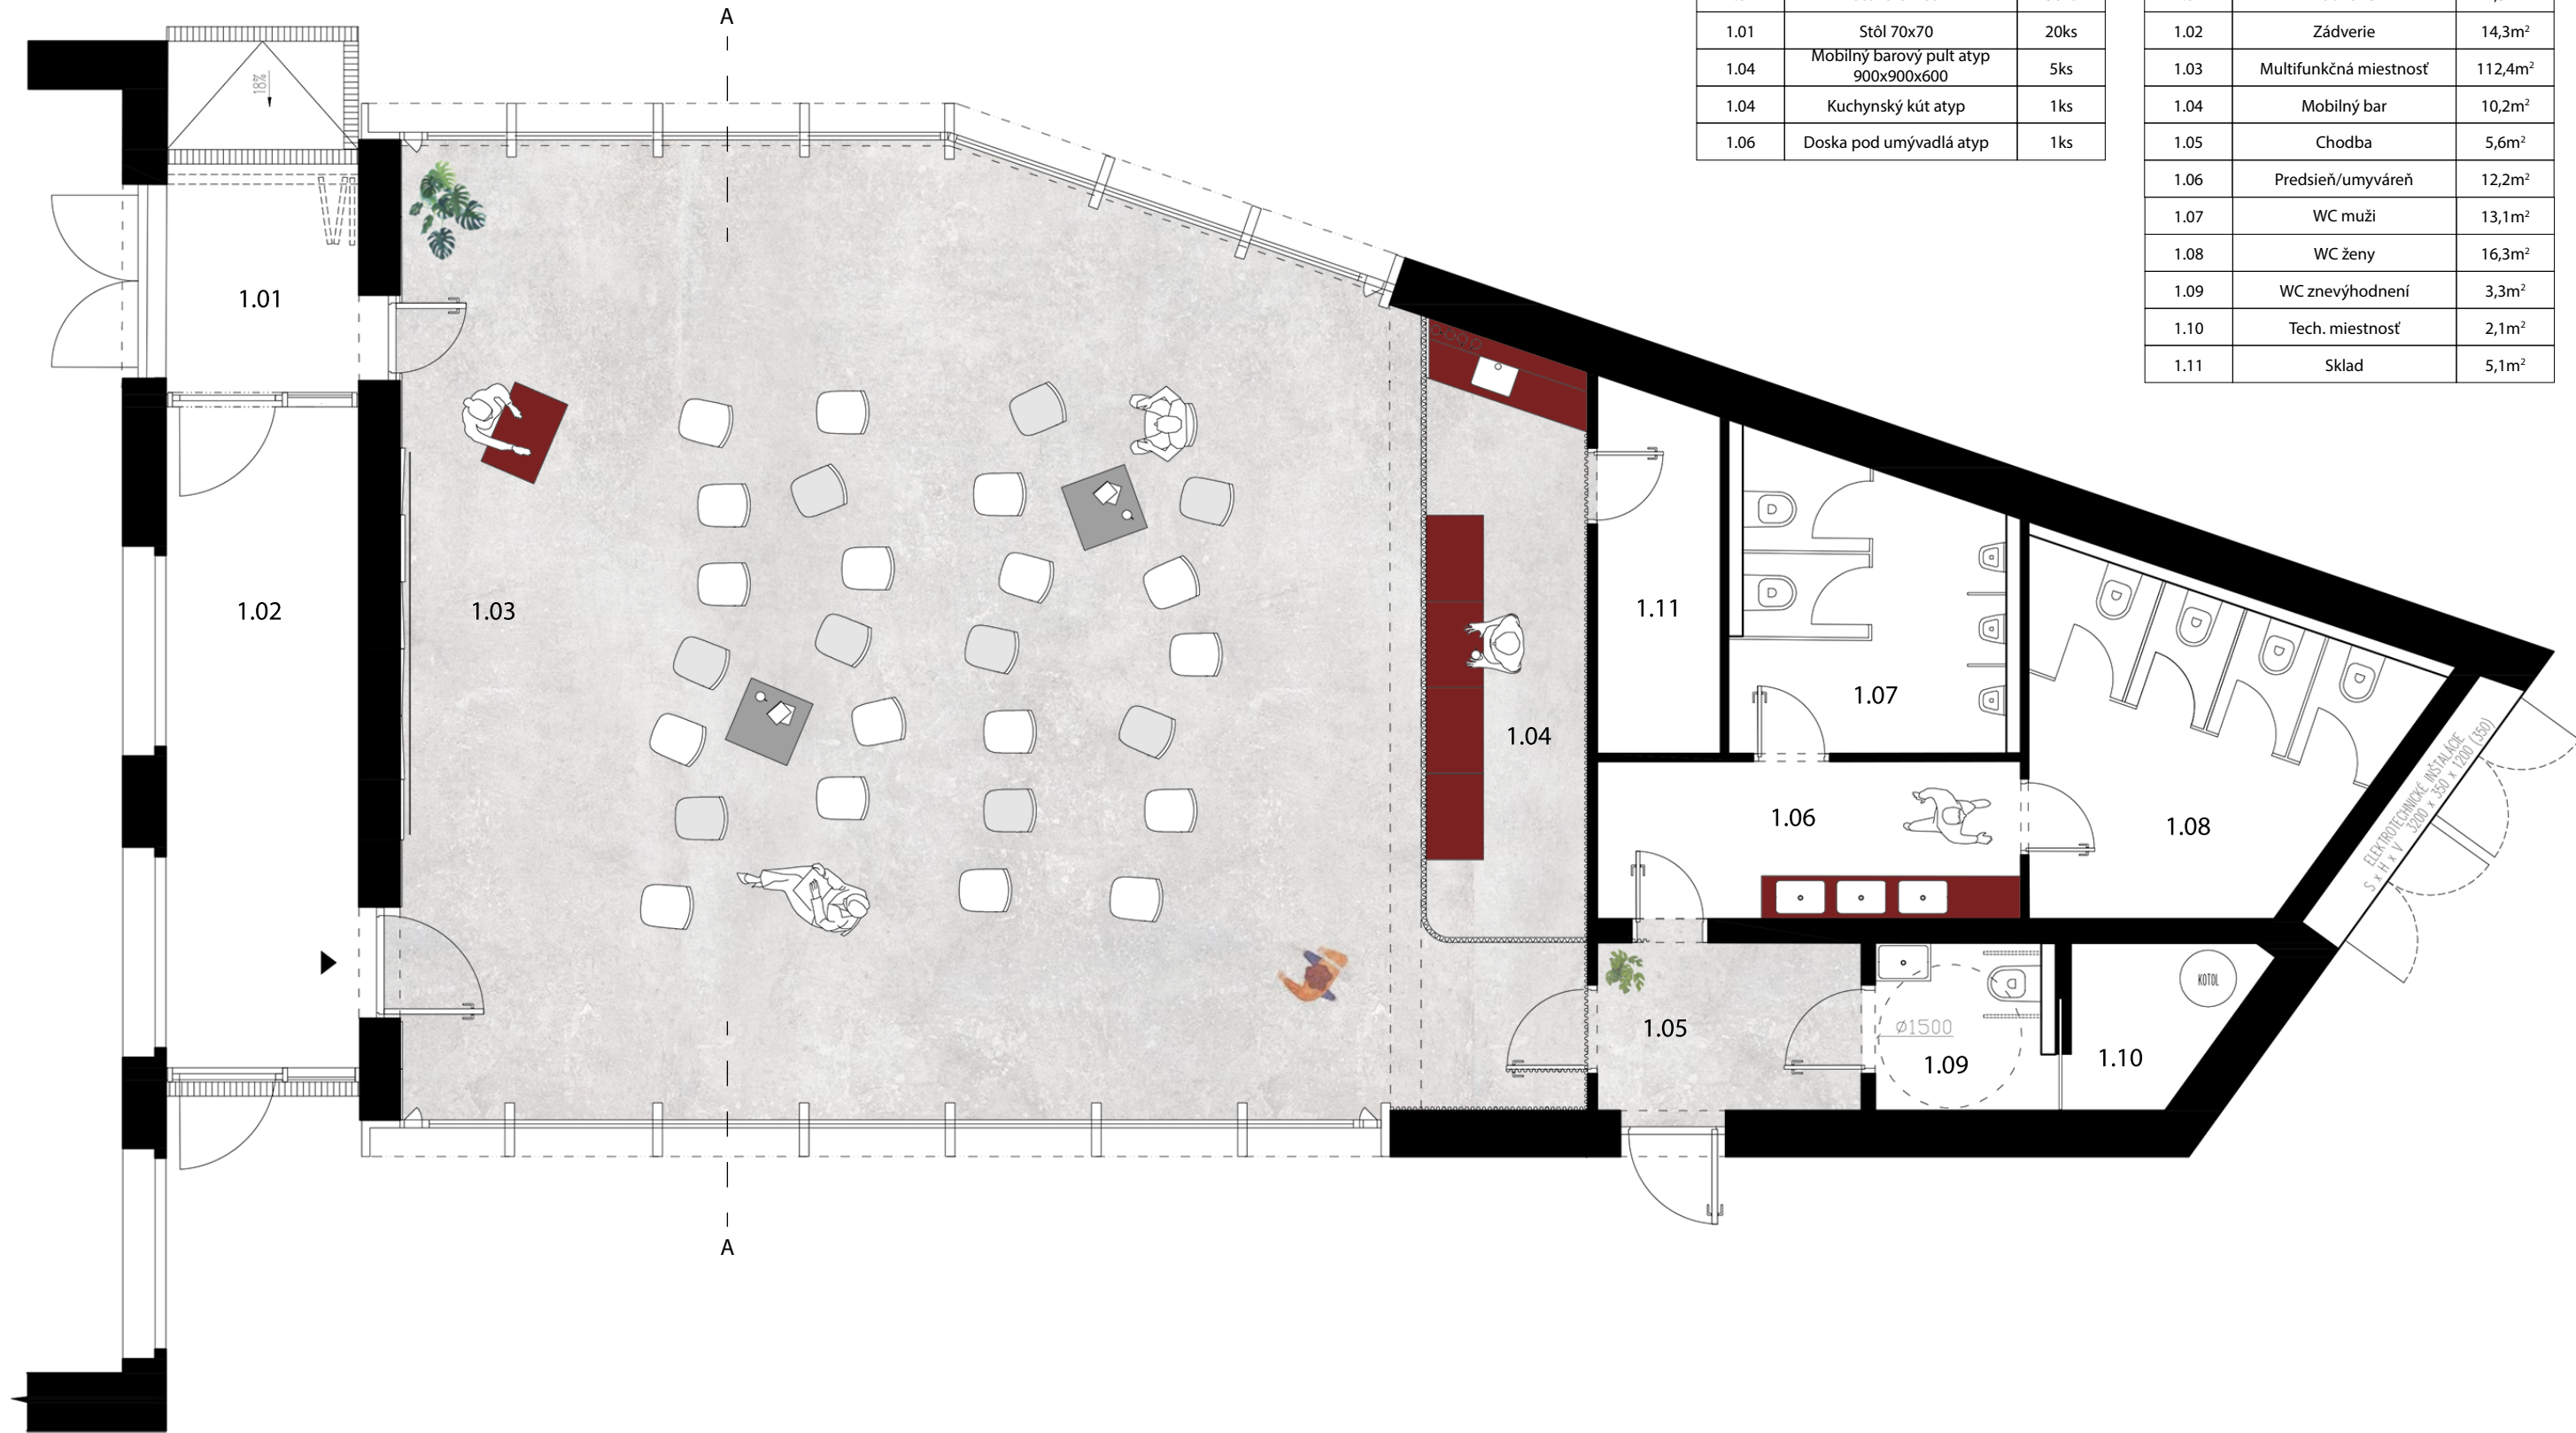 A
1.01 Stôl 70x70 20ks
1.04 Mobilný barový pult atyp
900x900x600 5ks
1.04 Kuchynský kút atyp 1ks
1.06 Doska pod umývadlá atyp 1ks
1.02 Zádverie 14,3m²
1.03 Multifunkčná miestnosť 112,4m²
1.04 Mobilný bar 10,2m²
1.05 Chodba 5,6m²
1.06 Predsieň/umyváreň 12,2m²
1.07 WC muži 13,1m²
1.08 WC ženy 16,3m²
1.09 WC znevýhodnení 3,3m²
1.10 Tech. miestnosť 2,1m²
1.11 Sklad 5,1m²
18%
1.01
1.02
1.03
1.11
1.07
1.04
1.06
1.08
ELEKTROTECHNICKÉ INŠTALÁCIE
S x H x V 3200 x 350 x 1200 (350)
KOTOL
1.05
Ø1500
1.09
1.10
A